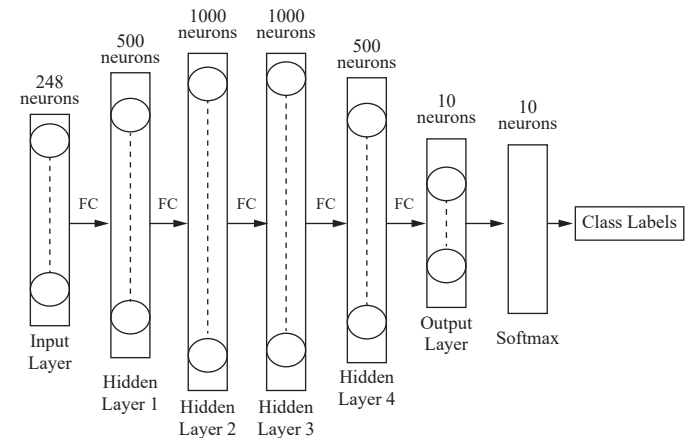 248
neurons
500
neurons
1000
neurons
1000
neurons
500
neurons
10
neurons
10
neurons
FC
FC
FC
FC
FC
Class Labels
Input
Layer
Hidden
Layer 1
Hidden
Layer 2
Hidden
Layer 3
Hidden
Layer 4
Output
Layer
Softmax